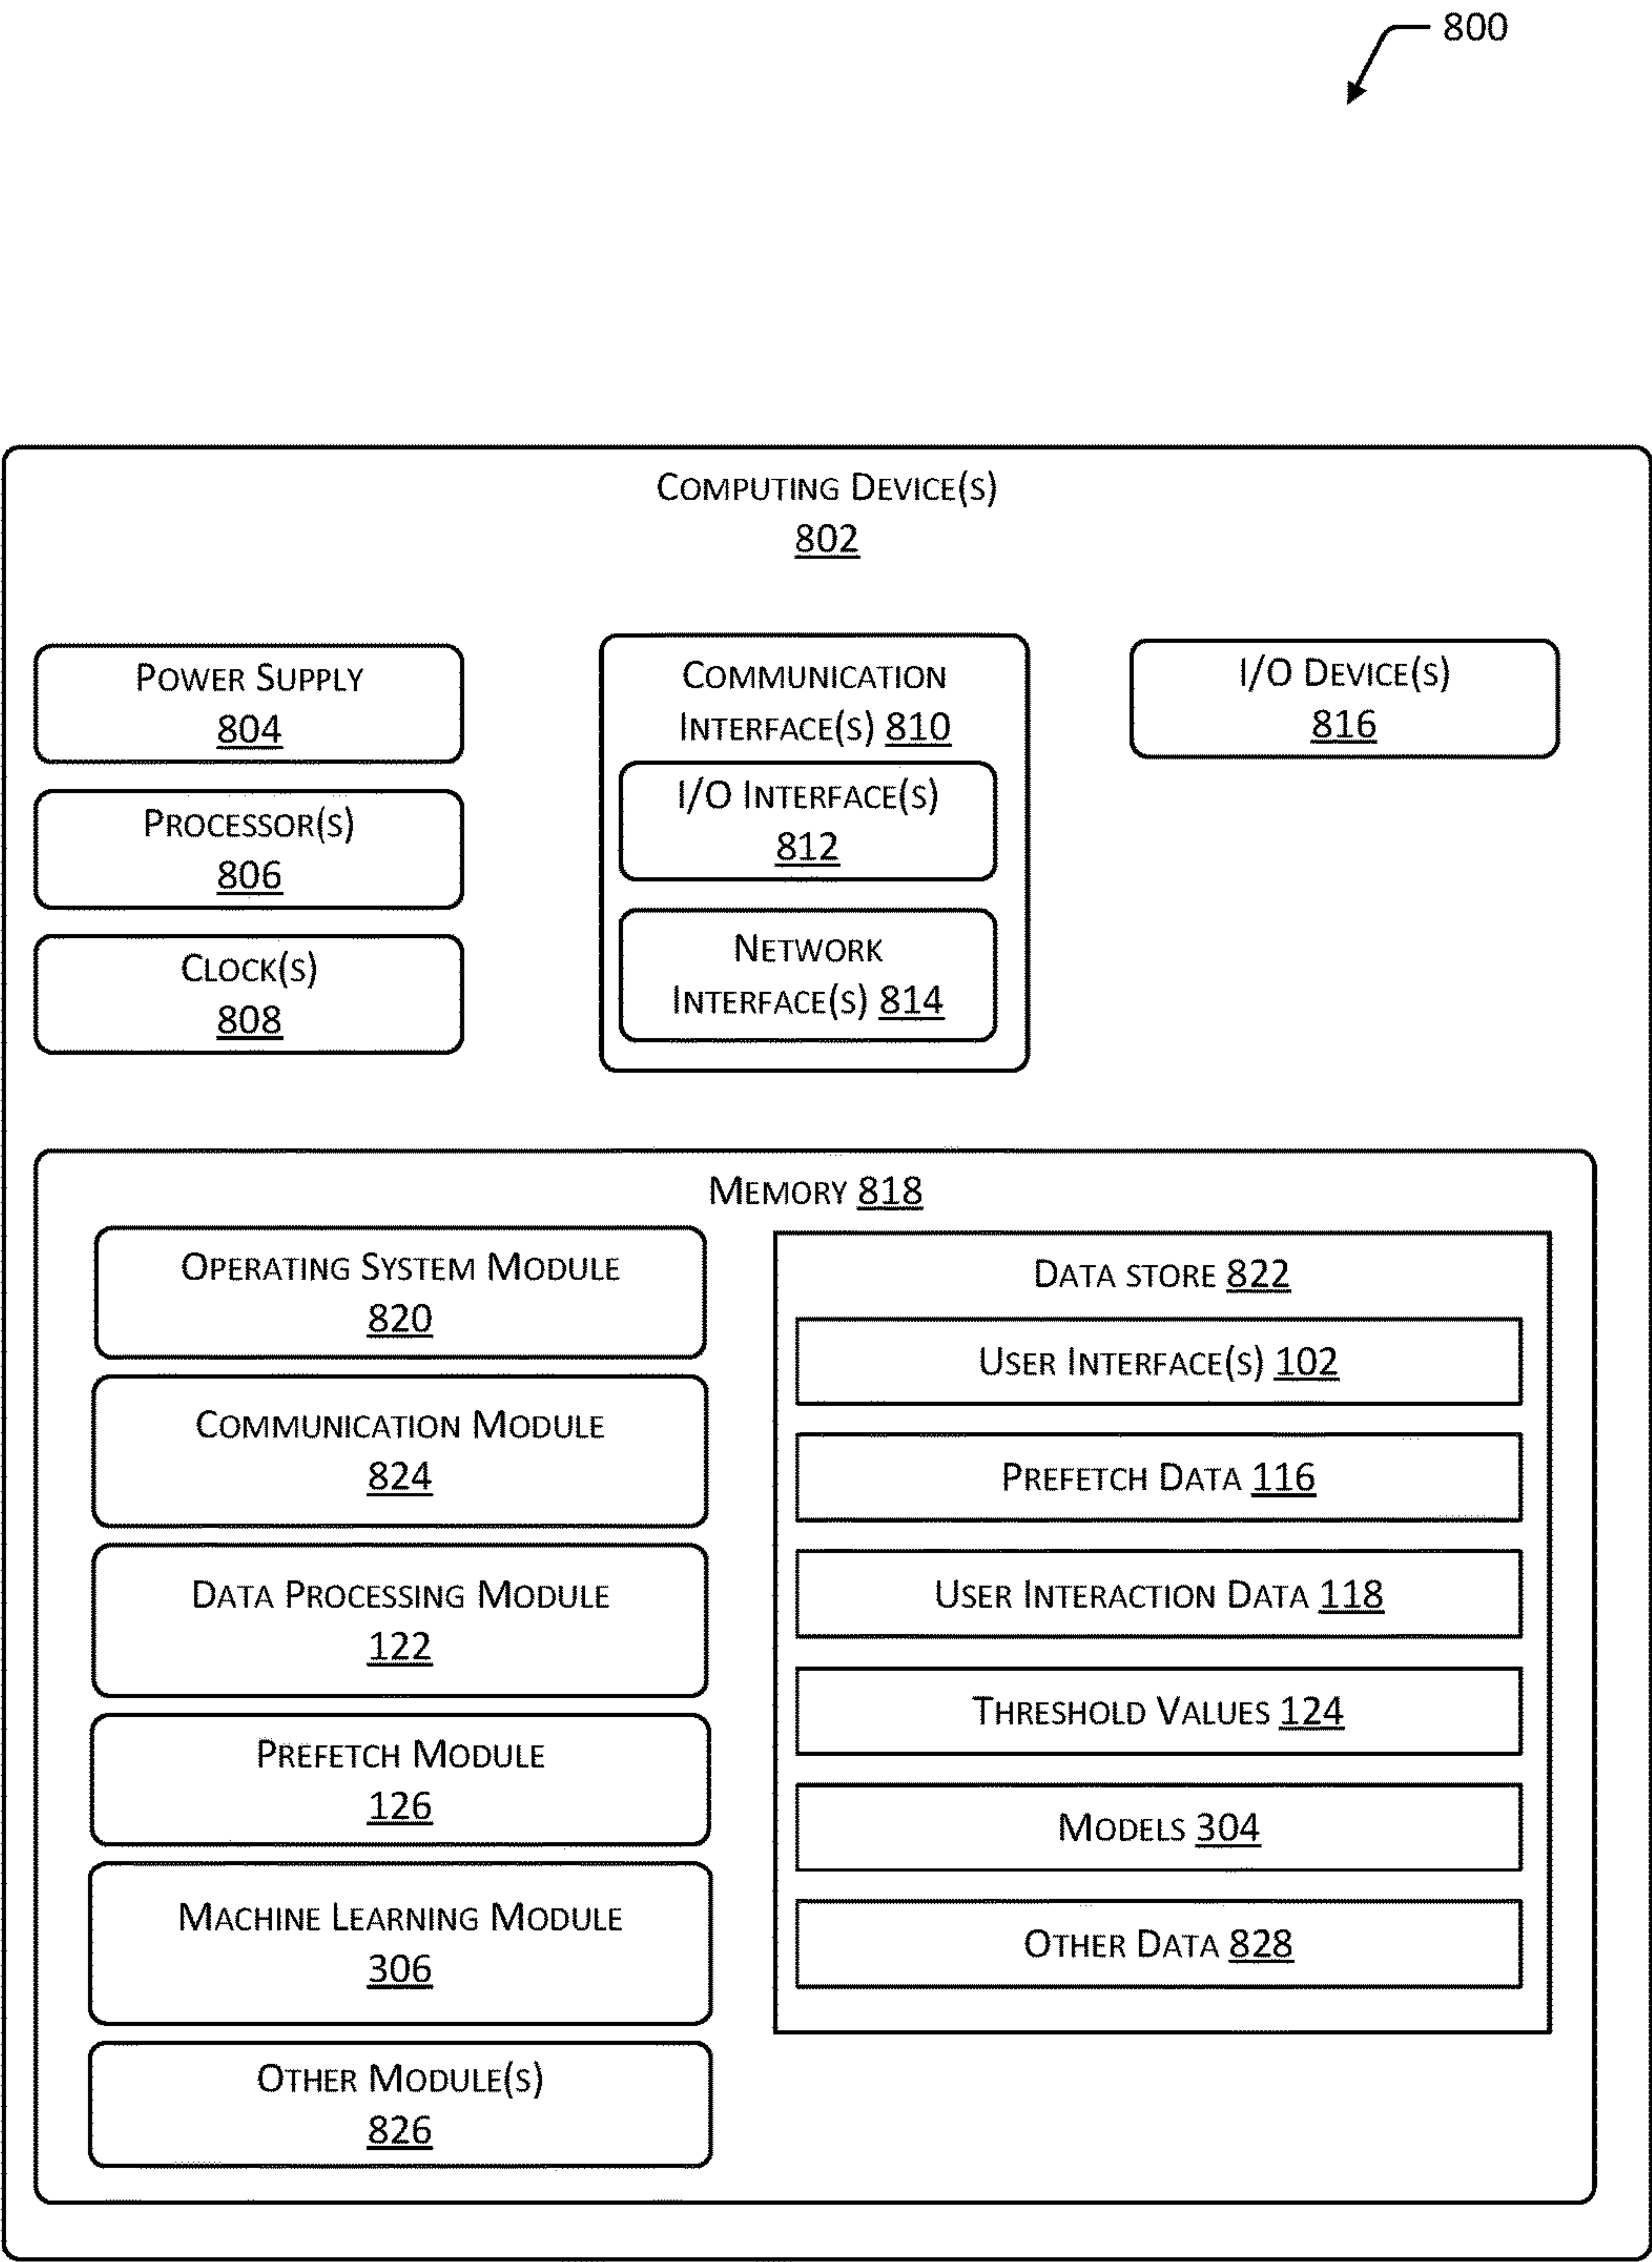 800
Computing Device(s)
802
Power Supply
804
Processor(s)
806
Clock(s)
808
Communication
Interface(s) 810
I/O Interface(s)
812
Network
Interface(s) 814
I/O Device(s)
816
Memory 818
Operating System Module
820
Communication Module
824
Data Processing Module
122
Prefetch Module
126
Machine Learning Module
306
Other Module(s)
826
Data store 822
User Interface(s) 102
Prefetch Data 116
User Interaction Data 118
Threshold Values 124
Models 304
Other Data 828